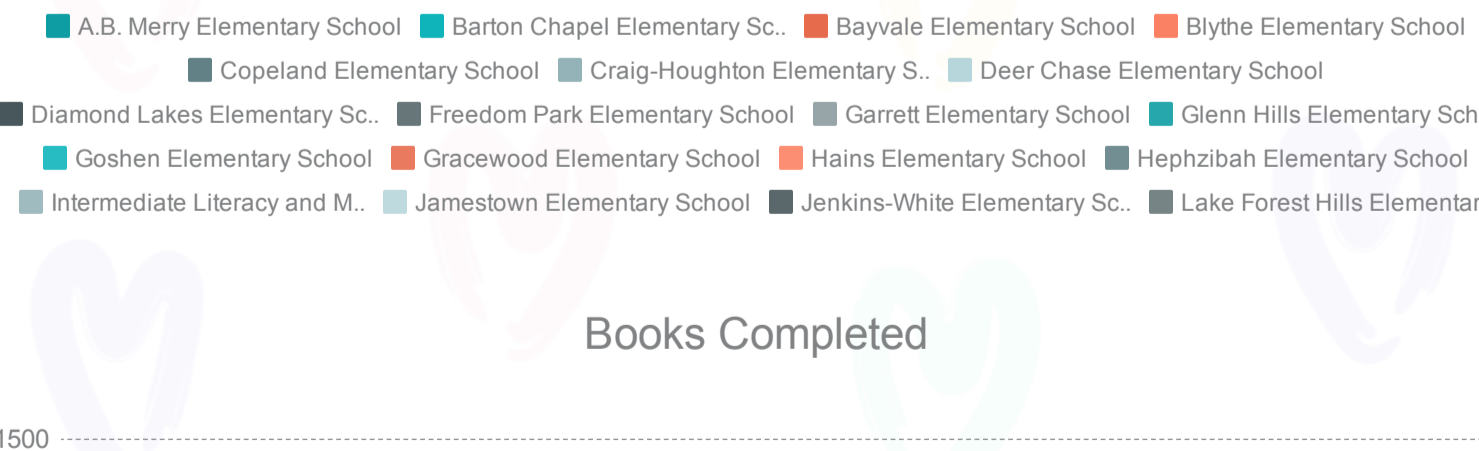 A.B. Merry Elementary School Barton Chapel Elementary Sc.. Bayvale Elementary School Blythe Elementary School
Copeland Elementary School Craig-Houghton Elementary S.. Deer Chase Elementary School
Diamond Lakes Elementary Sc.. Freedom Park Elementary School Garrett Elementary School Glenn Hills Elementary Sch
Goshen Elementary School Gracewood Elementary School Hains Elementary School Hephzibah Elementary School
Intermediate Literacy and M.. Jamestown Elementary School Jenkins-White Elementary Sc.. Lake Forest Hills Elementar
Books Completed
1500